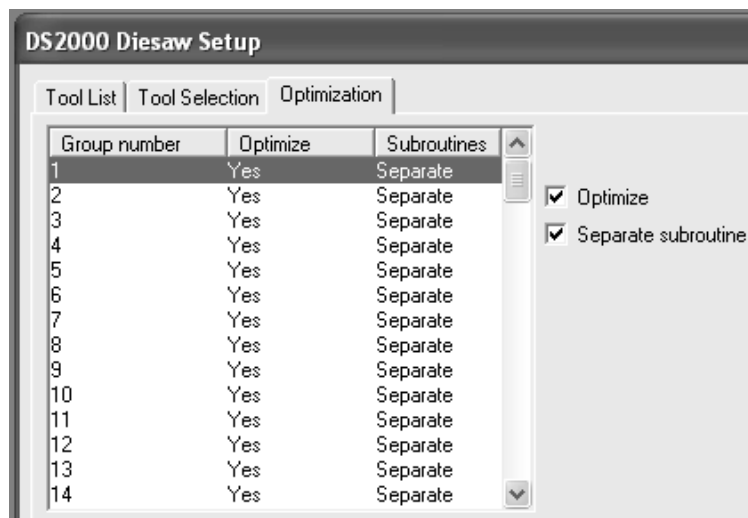 DS2000 Diesaw Setup
Tool List Tool Selection Optimization
Group number Optimize Subroutines
1 Yes Separate
2 Yes Separate
3 Yes Separate
4 Yes Separate
5 Yes Separate
6 Yes Separate
7 Yes Separate
8 Yes Separate
9 Yes Separate
10 Yes Separate
11 Yes Separate
12 Yes Separate
13 Yes Separate
14 Yes Separate
Optimize
Separate subroutine